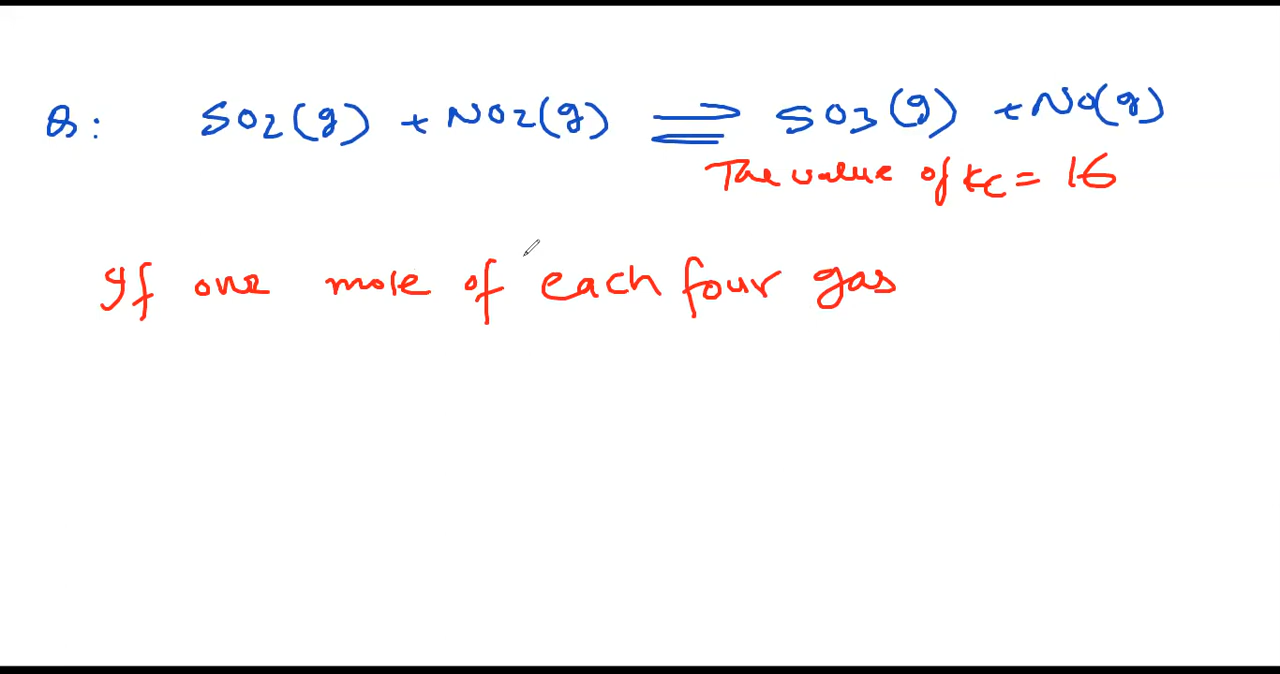 Q: SO2(g) + NO2(g) ⇌ SO3(g) + NO(g)
The value of Kc = 16
If one mole of each four gas